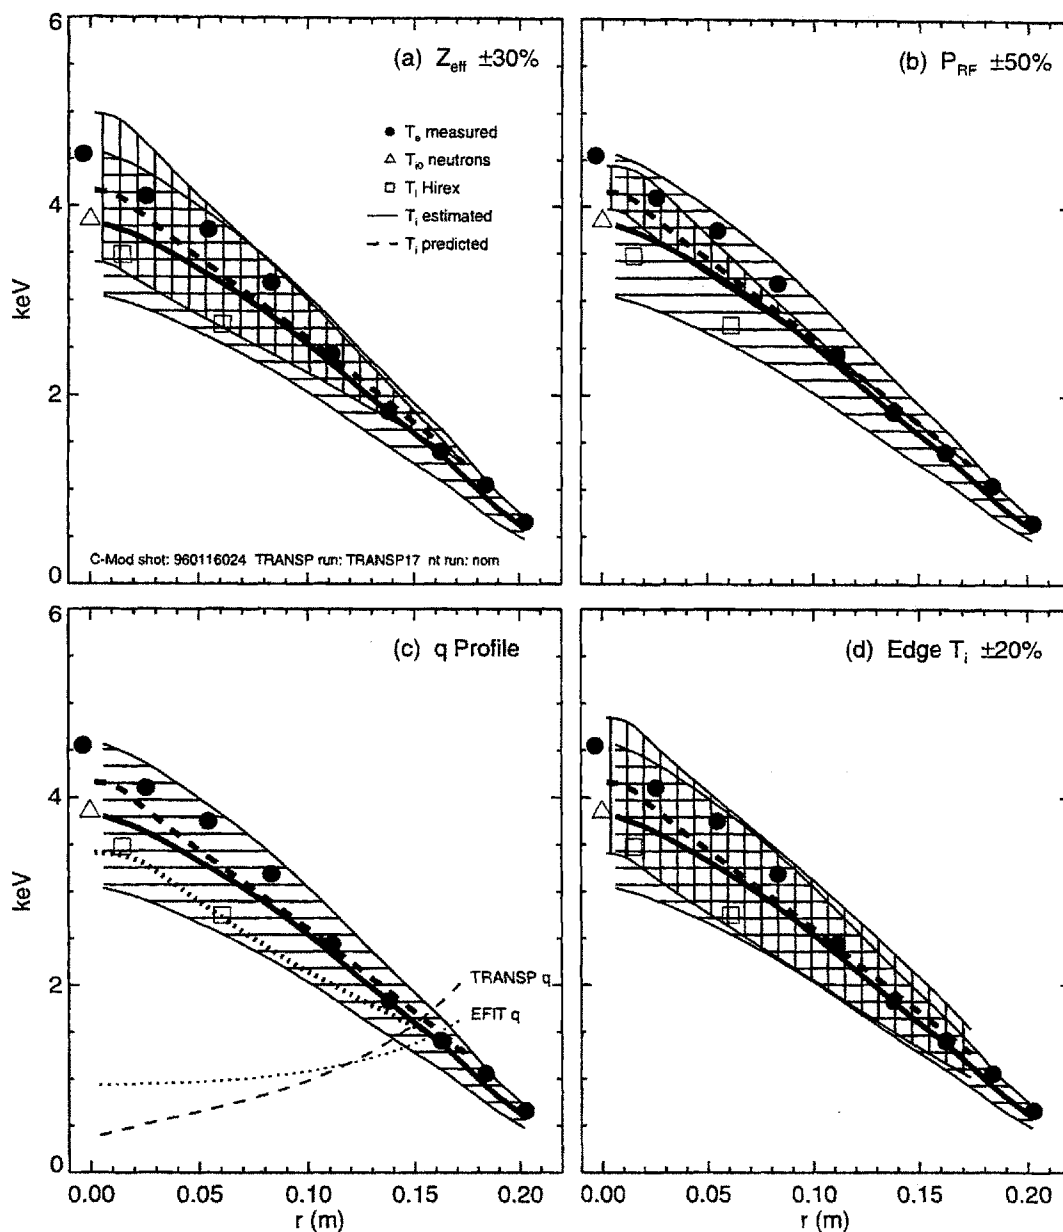 (a) Z_eff ±30%
● T_e measured
△ T_i0 neutrons
□ T_i Hirex
— T_i estimated
- - T_i predicted
C-Mod shot: 960116024 TRANSP run: TRANSP17 nt run: nom
keV
6
4
2
0
(b) P_RF ±50%
(c) q Profile
TRANSP q
EFIT q
keV
6
4
2
0
0.00 0.05 0.10 0.15 0.20
r (m)
(d) Edge T_i ±20%
0.00 0.05 0.10 0.15 0.20
r (m)